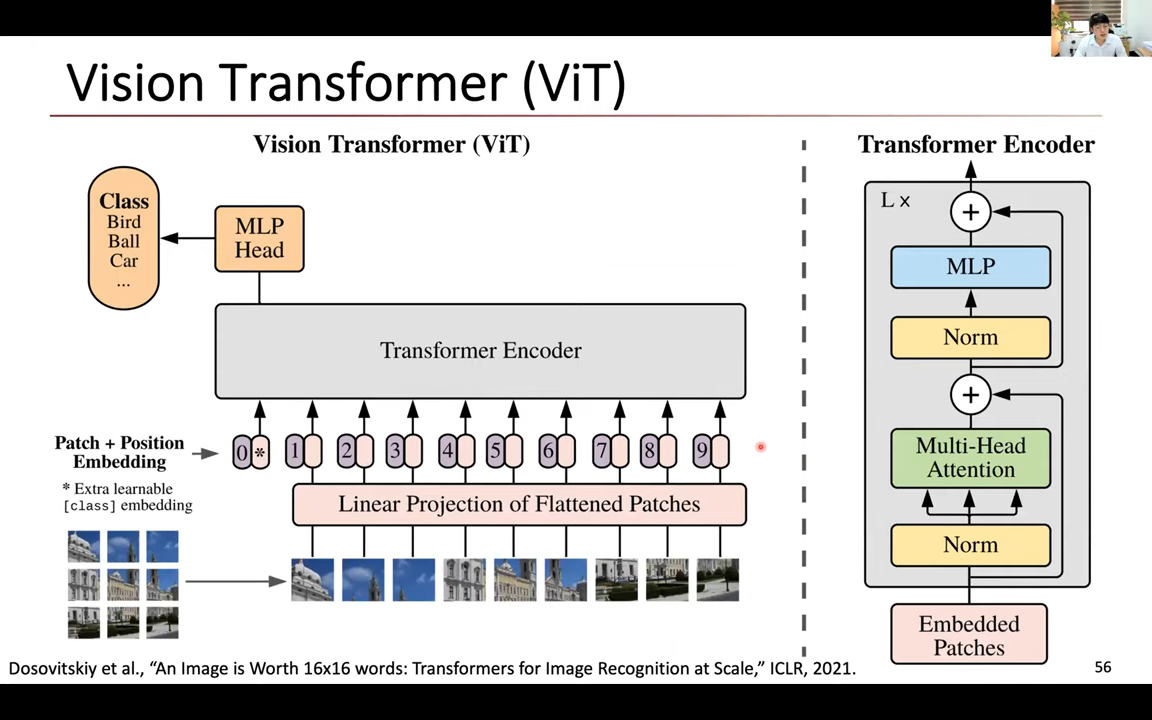 Vision Transformer (ViT)
Vision Transformer (ViT)
Class
Bird
Ball
Car
...
MLP
Head
Transformer Encoder
Patch + Position
Embedding
* Extra learnable
[class] embedding
0 *
1
2
3
4
5
6
7
8
9
Linear Projection of Flattened Patches
Transformer Encoder
L x
+
MLP
Norm
+
Multi-Head
Attention
Norm
Embedded
Patches
Dosovitskiy et al., “An Image is Worth 16x16 words: Transformers for Image Recognition at Scale,” ICLR, 2021.
56